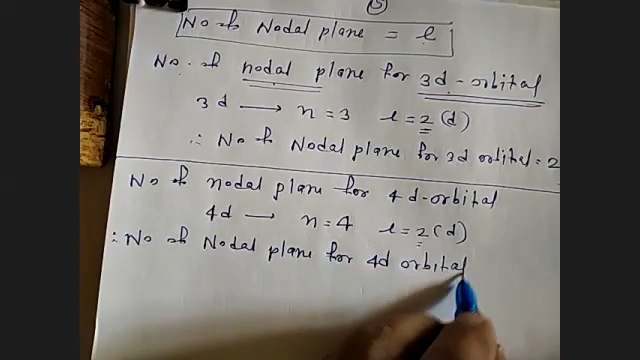 5
No of Nodal plane = l
No. of nodal plane for 3d-orbital
3d → n = 3 l = 2 (d)
∴ No of Nodal plane for 3d orbital = 2
No of nodal plane for 4d-orbital
4d → n = 4 l = 2 (d)
∴ No of Nodal plane for 4d orbital